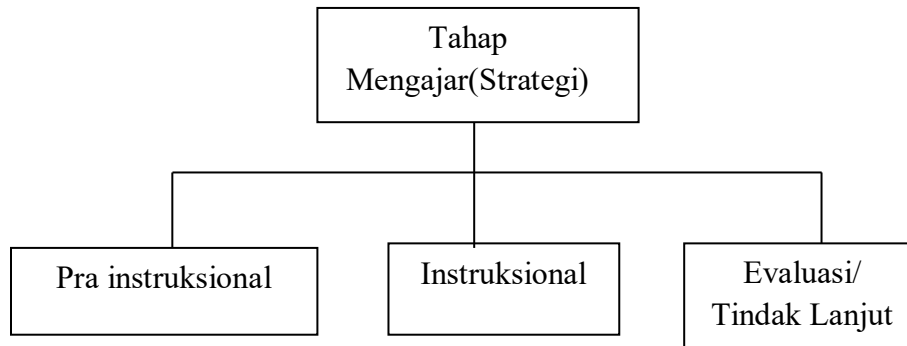 Tahap
Mengajar(Strategi)
Pra instruksional
Instruksional
Evaluasi/
Tindak Lanjut